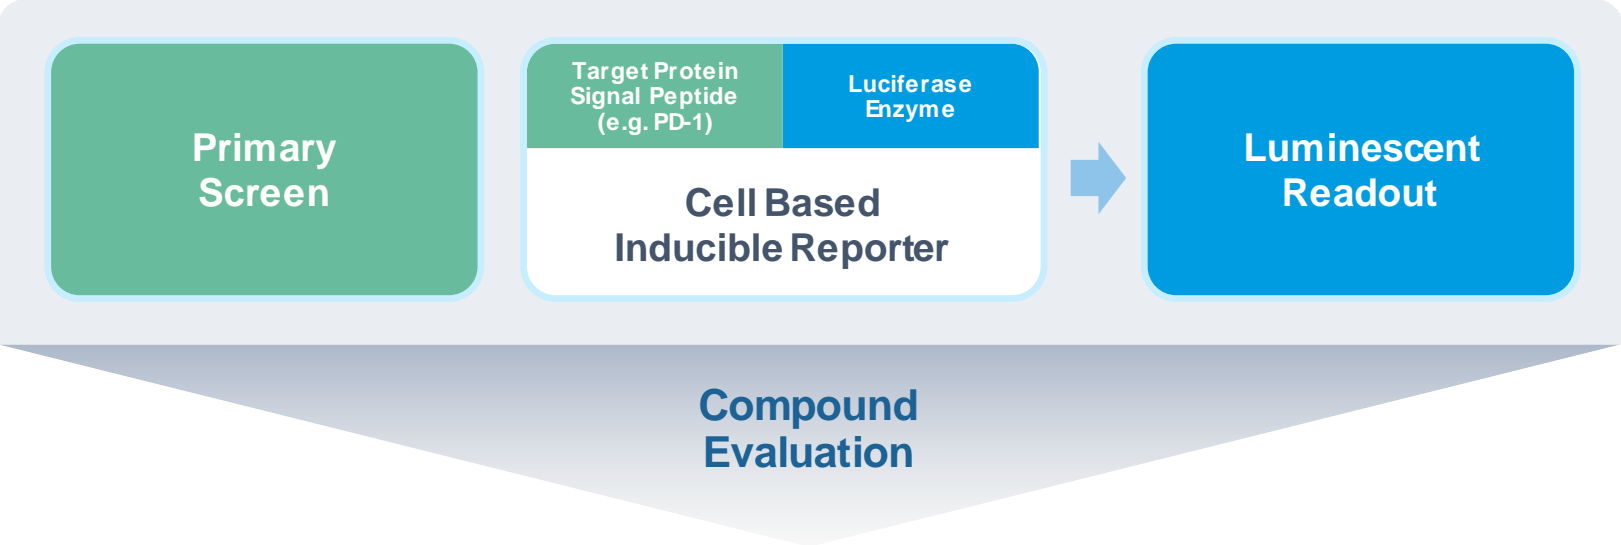 Primary
Screen
Target Protein
Signal Peptide
(e.g. PD-1)
Luciferase
Enzyme
Cell Based
Inducible Reporter
Luminescent
Readout
Compound
Evaluation